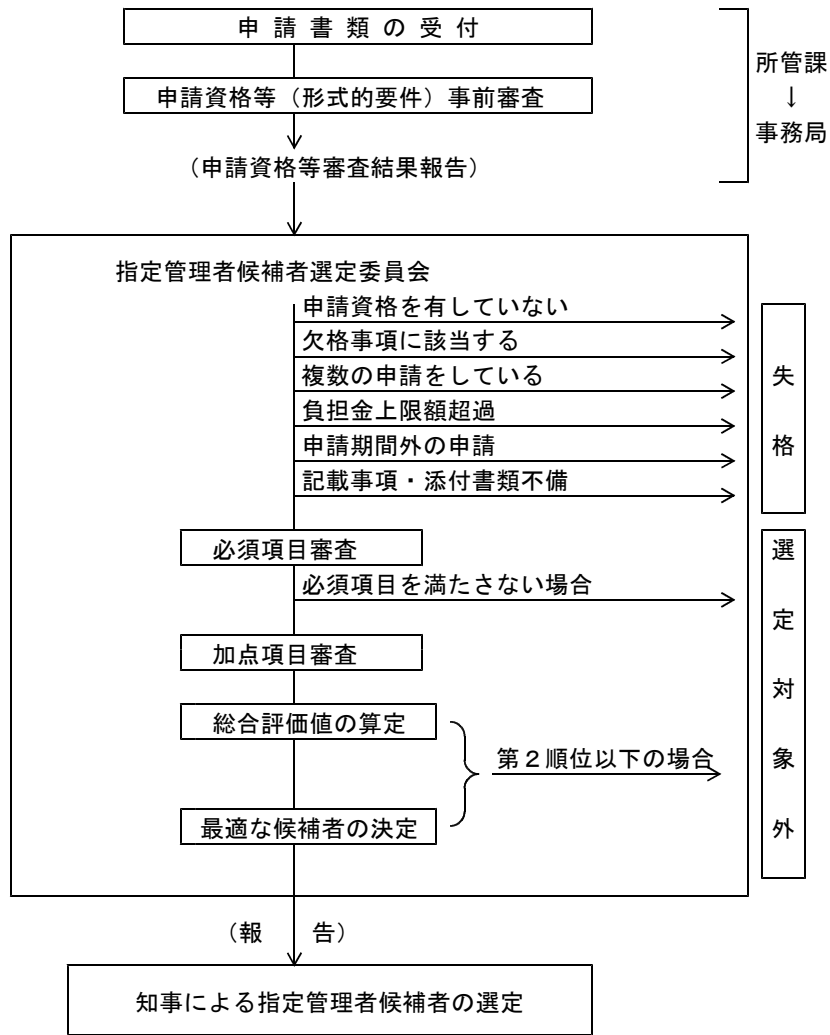 申請書類の受付
申請資格等（形式的要件）事前審査
（申請資格等審査結果報告）
所管課
↓
事務局
指定管理者候補者選定委員会
申請資格を有していない
欠格事項に該当する
複数の申請をしている
負担金上限額超過
申請期間外の申請
記載事項・添付書類不備
失格
必須項目審査
必須項目を満たさない場合
加点項目審査
総合評価値の算定
第２順位以下の場合
最適な候補者の決定
選定対象外
（報告）
知事による指定管理者候補者の選定